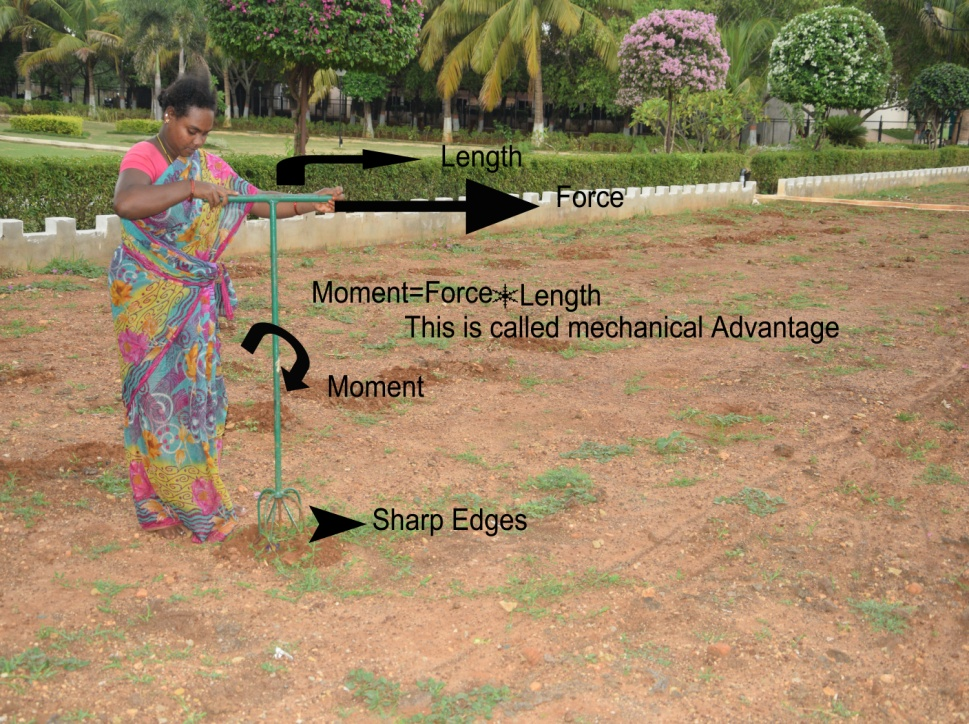 Length
Force
Moment=Force*Length
This is called mechanical Advantage
Moment
Sharp Edges